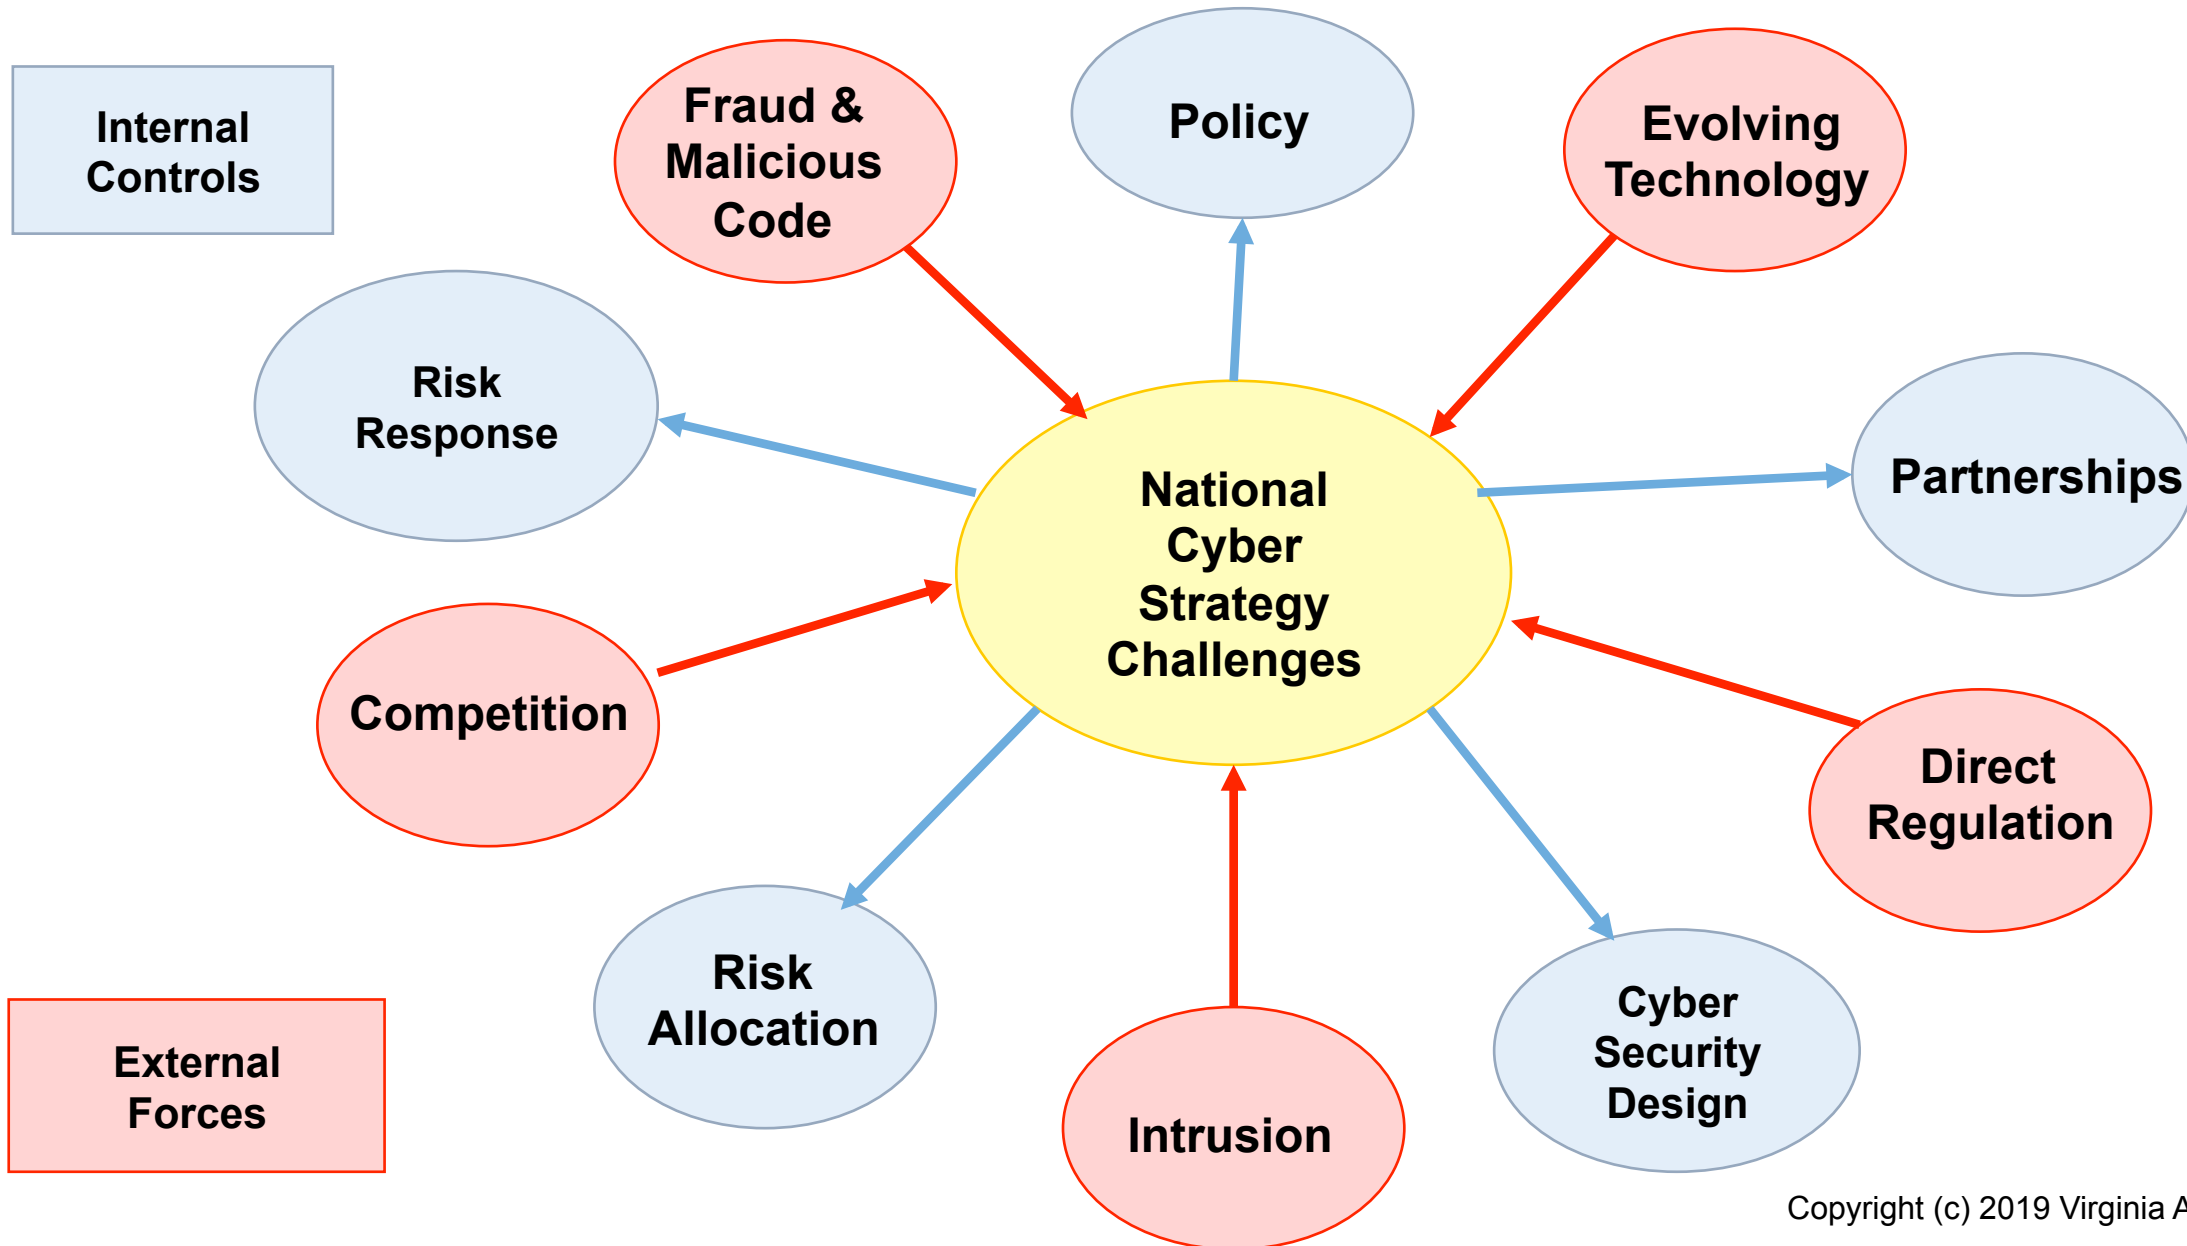 Internal
Controls
Fraud &
Malicious
Code
Policy
Evolving
Technology
Risk
Response
National
Cyber
Strategy
Challenges
Partnerships
Competition
Direct
Regulation
Risk
Allocation
Cyber
Security
Design
External
Forces
Intrusion
Copyright (c) 2019 Virginia A